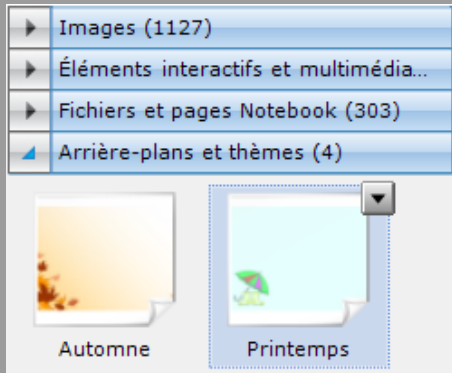 Images (1127)
Éléments interactifs et multimédia...
Fichiers et pages Notebook (303)
Arrière-plans et thèmes (4)
Automne
Printemps